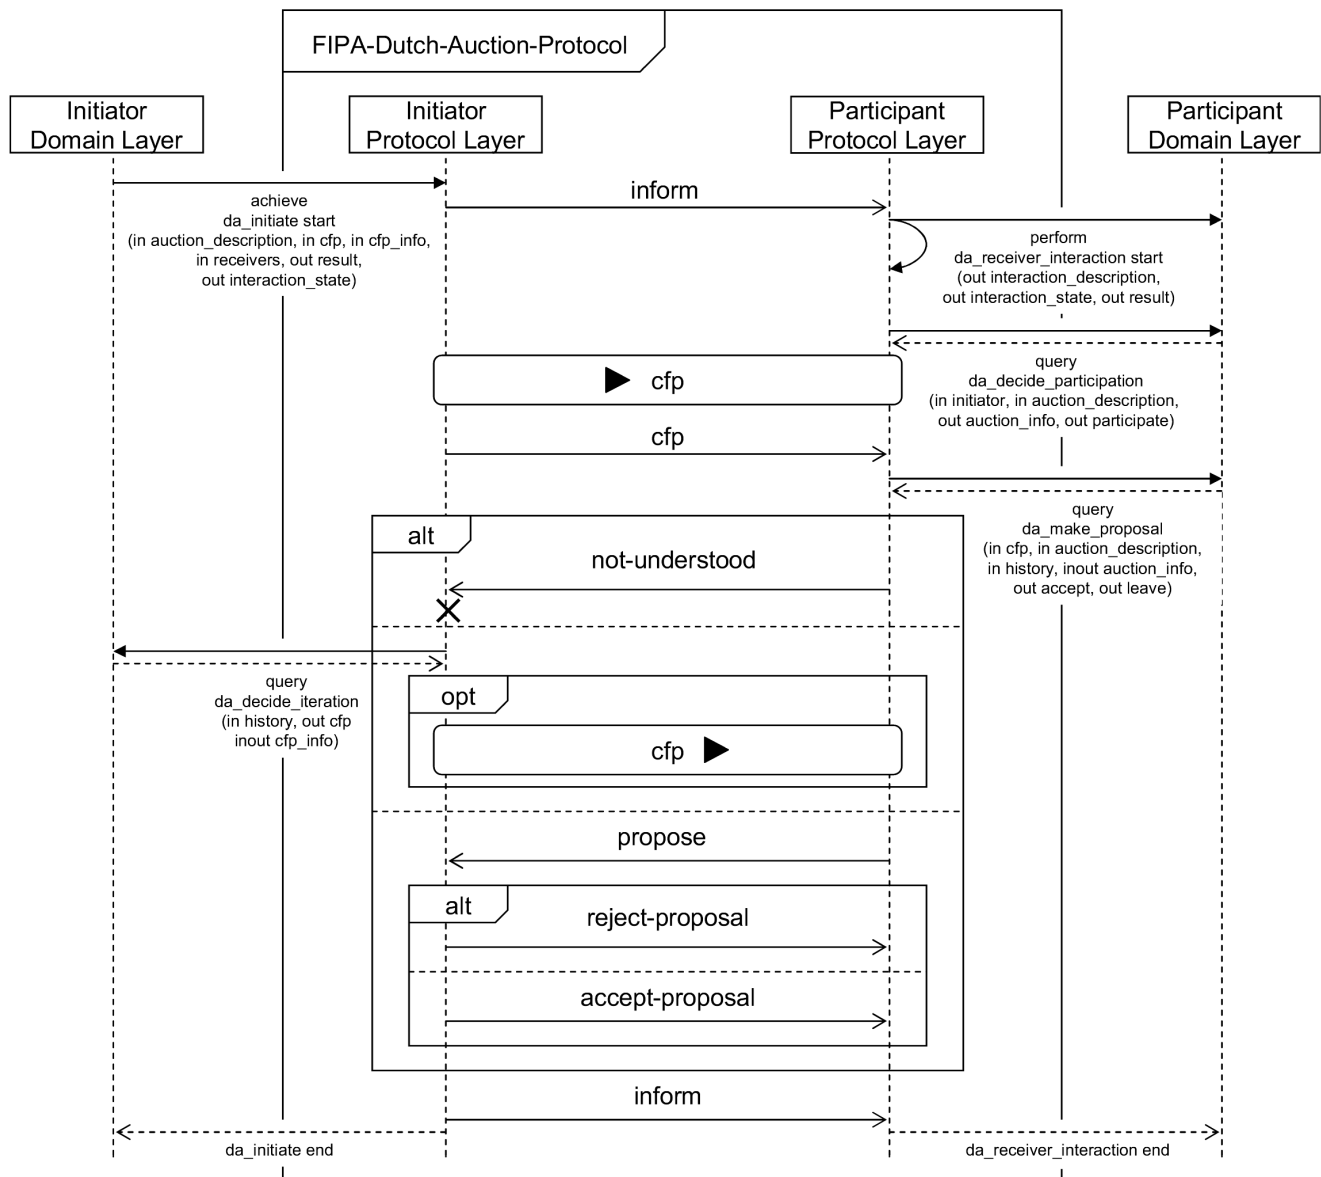 FIPA-Dutch-Auction-Protocol
Initiator
Domain Layer
Initiator
Protocol Layer
Participant
Protocol Layer
Participant
Domain Layer
achieve
da_initiate start
(in auction_description, in cfp, in cfp_info,
in receivers, out result,
out interaction_state)
inform
perform
da_receiver_interaction start
(out interaction_description,
out interaction_state, out result)
query
da_decide_participation
(in initiator, in auction_description,
out auction_info, out participate)
cfp
cfp
query
da_make_proposal
(in cfp, in auction_description,
in history, inout auction_info,
out accept, out leave)
alt
not-understood
query
da_decide_iteration
(in history, out cfp
inout cfp_info)
opt
cfp
propose
alt
reject-proposal
accept-proposal
inform
da_initiate end
da_receiver_interaction end